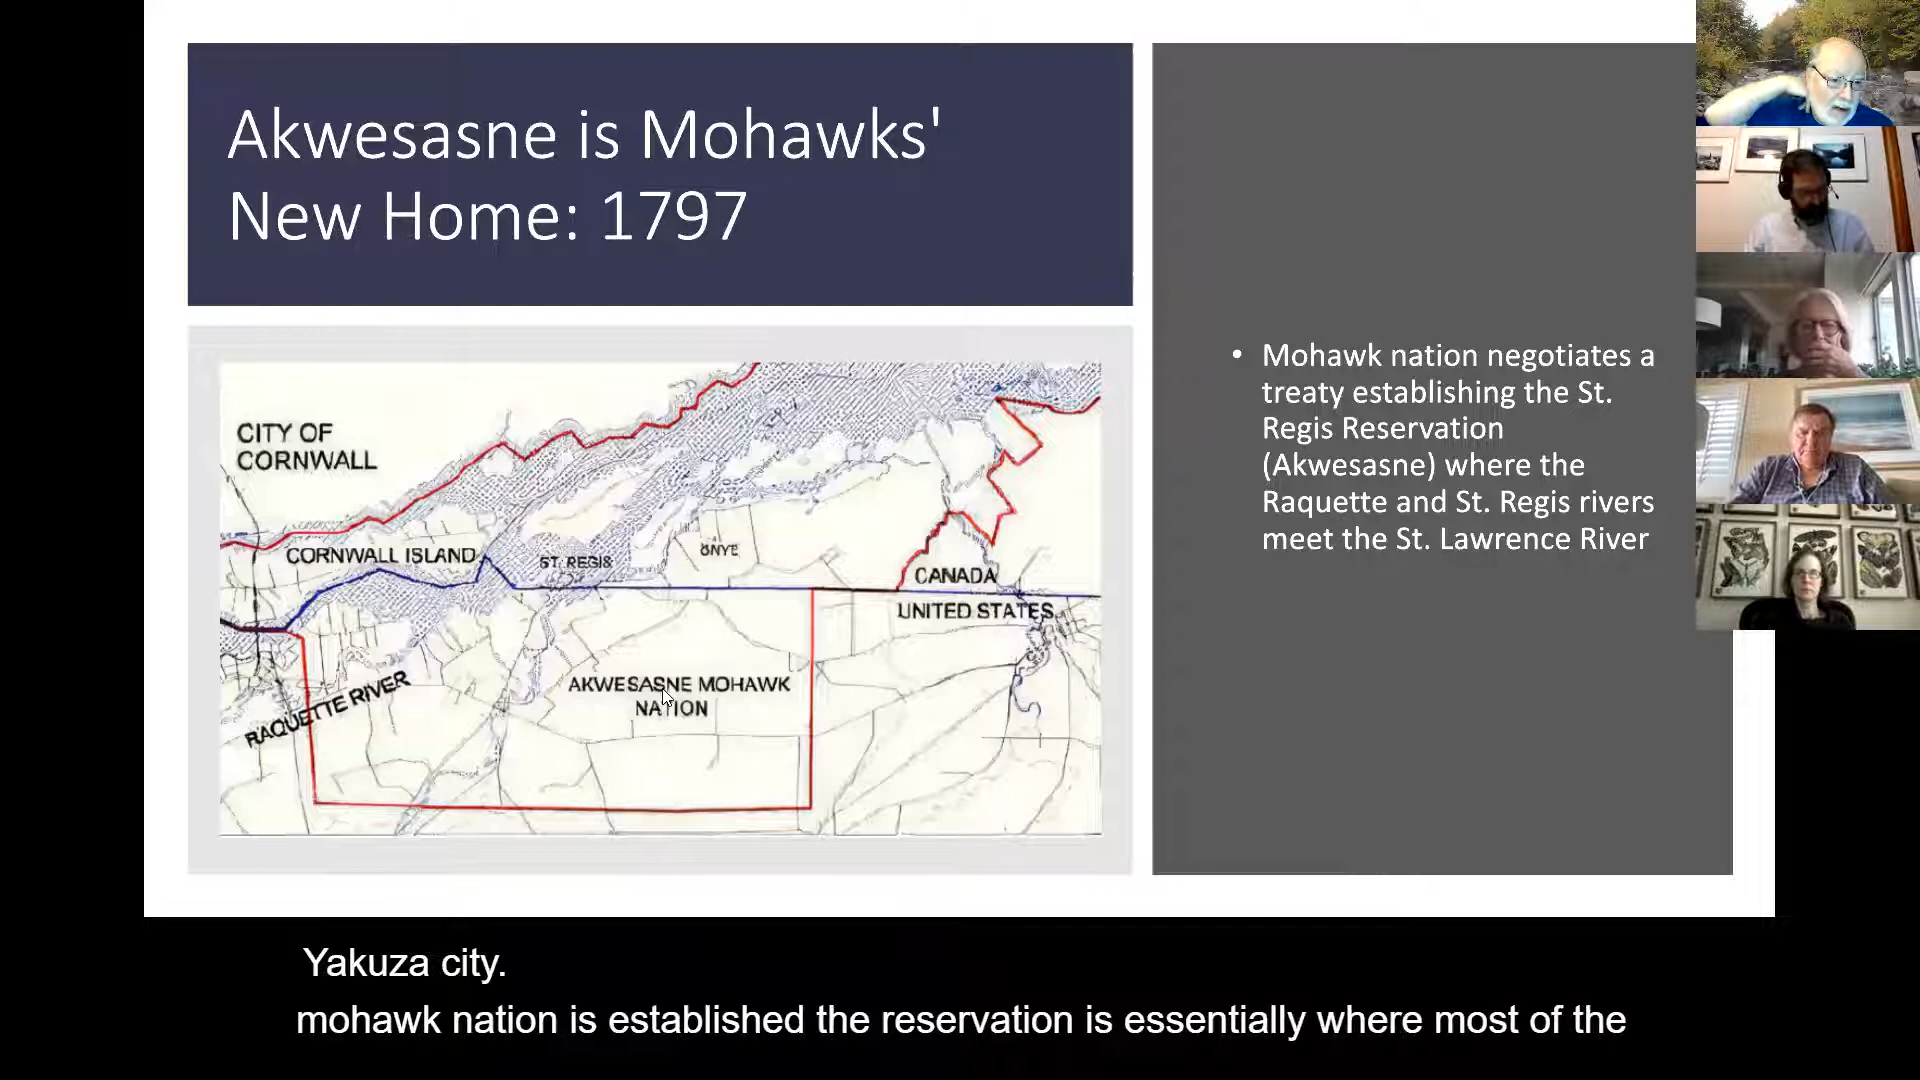 Akwesasne is Mohawks'
New Home: 1797
CITY OF
CORNWALL
CORNWALL ISLAND
ST. REGIS
CANADA
UNITED STATES
RAQUETTE RIVER
AKWESASNE MOHAWK
NATION
• Mohawk nation negotiates a
treaty establishing the St.
Regis Reservation
(Akwesasne) where the
Raquette and St. Regis rivers
meet the St. Lawrence River
Yakuza city.
mohawk nation is established the reservation is essentially where most of the